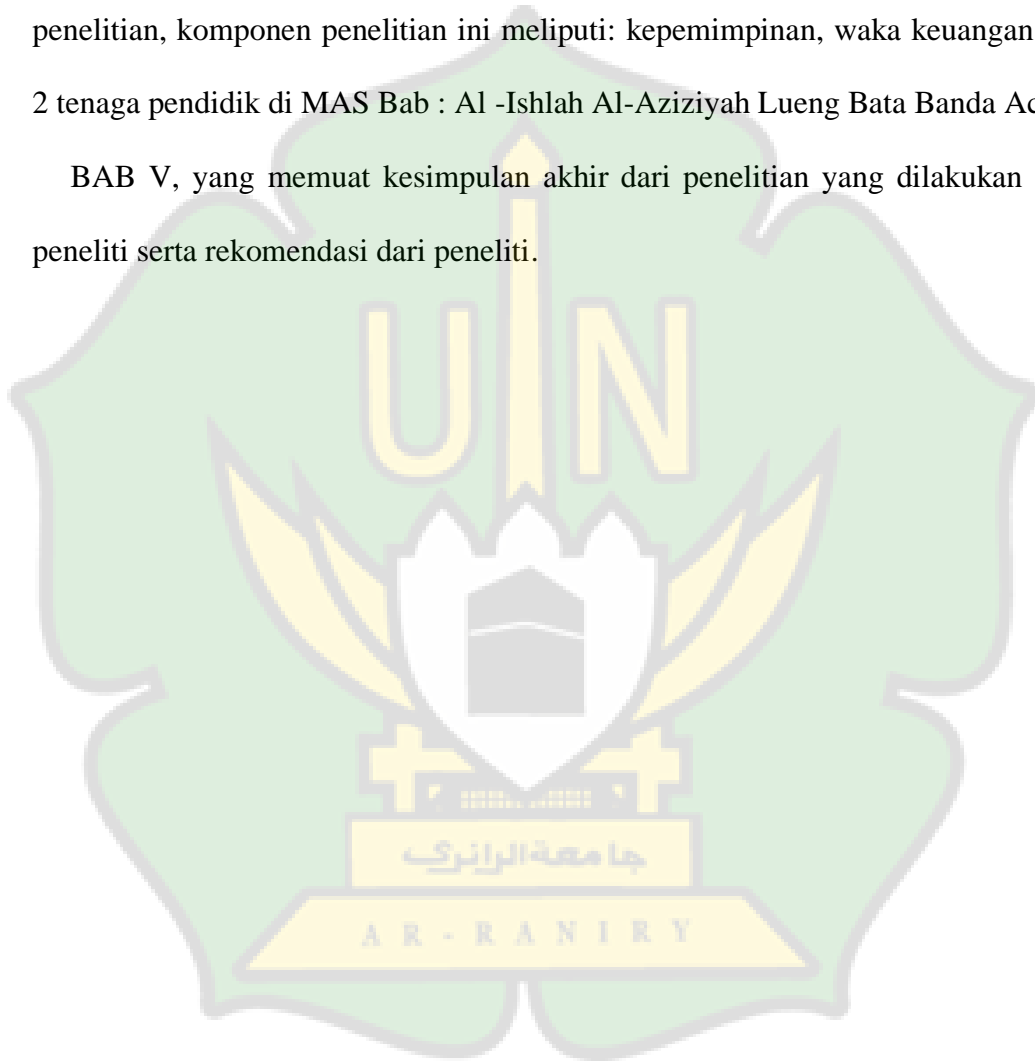 penelitian, komponen penelitian ini meliputi: kepemimpinan, waka keuangan
2 tenaga pendidik di MAS Bab : Al -Ishlah Al-Aziziyah Lueng Bata Banda Ac
BAB V, yang memuat kesimpulan akhir dari penelitian yang dilakukan
peneliti serta rekomendasi dari peneliti.
UIN
جامعة الرانري
AR-RANIRY